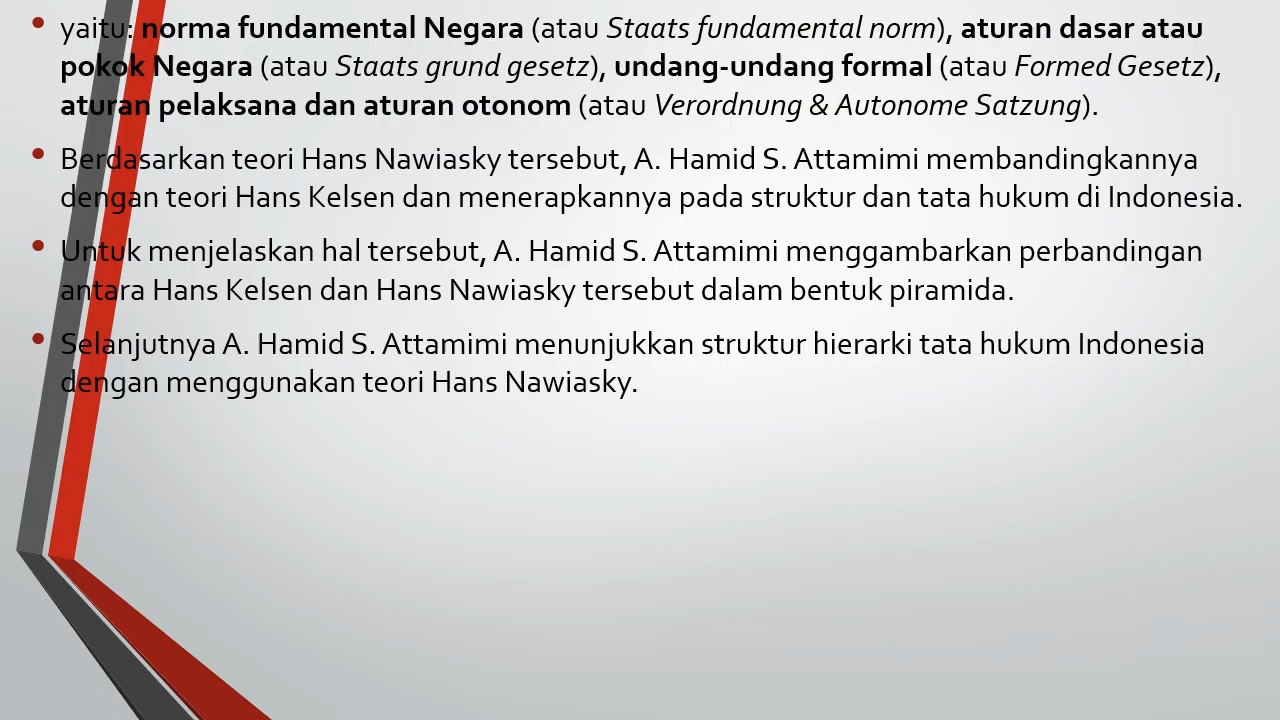 • yaitu: norma fundamental Negara (atau Staats fundamental norm), aturan dasar atau
pokok Negara (atau Staats grund gesetz), undang-undang formal (atau Formed Gesetz),
aturan pelaksana dan aturan otonom (atau Verordnung & Autonome Satzung).
• Berdasarkan teori Hans Nawiasky tersebut, A. Hamid S. Attamimi membandingkannya
dengan teori Hans Kelsen dan menerapkannya pada struktur dan tata hukum di Indonesia.
• Untuk menjelaskan hal tersebut, A. Hamid S. Attamimi menggambarkan perbandingan
antara Hans Kelsen dan Hans Nawiasky tersebut dalam bentuk piramida.
• Selanjutnya A. Hamid S. Attamimi menunjukkan struktur hierarki tata hukum Indonesia
dengan menggunakan teori Hans Nawiasky.